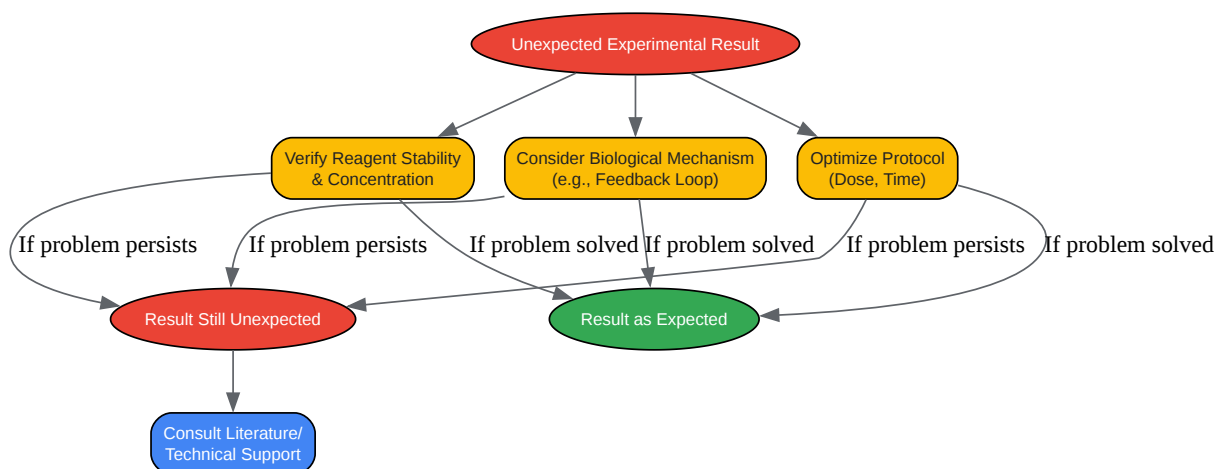 Unexpected Experimental Result
Verify Reagent Stability
& Concentration
Consider Biological Mechanism
(e.g., Feedback Loop)
Optimize Protocol
(Dose, Time)
If problem persists
If problem persists
If problem solved
If problem solved
If problem persists
If problem solved
Result Still Unexpected
Result as Expected
Consult Literature/
Technical Support